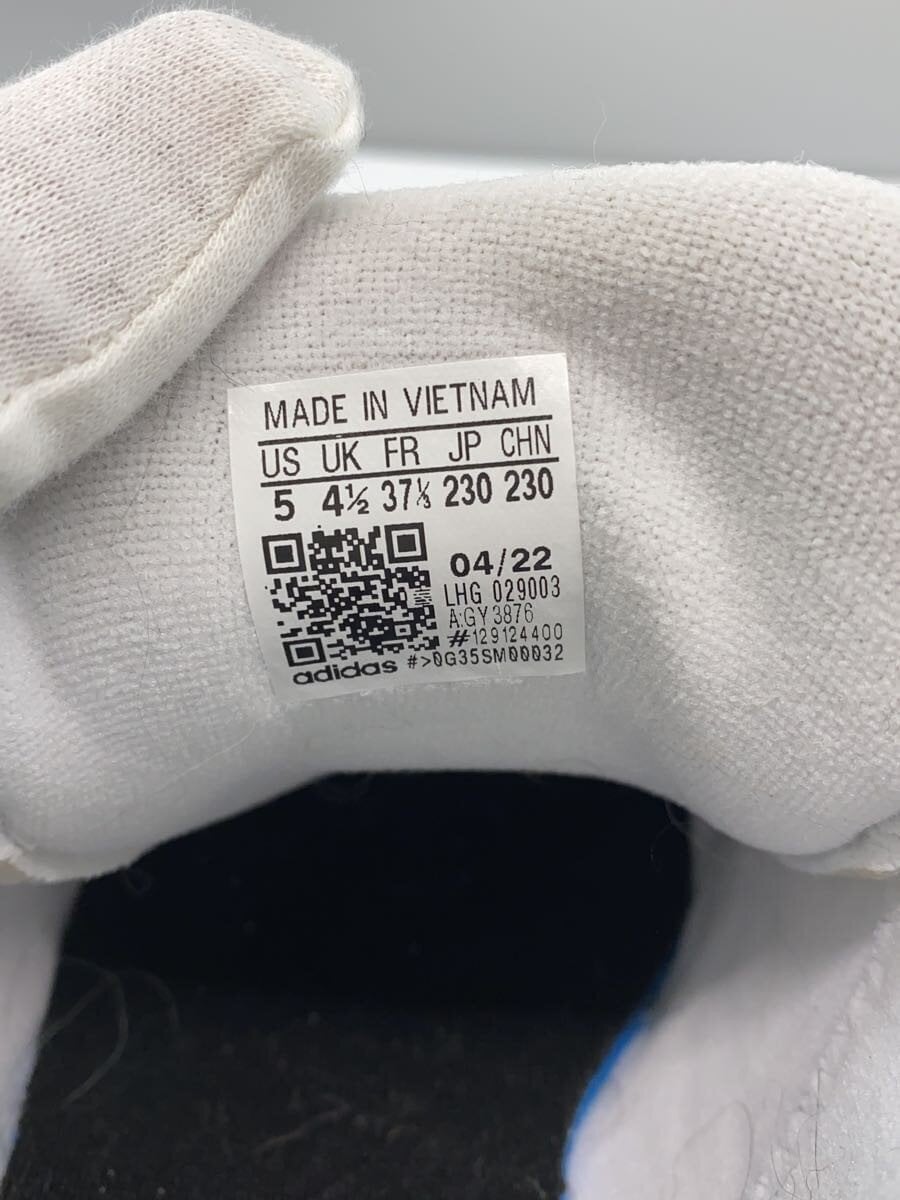 MADE IN VIETNAM
US UK FR JP CHN
5 4½ 37⅓ 230 230
04/22
LHG 029003
A:GY3876
#129124400
adidas #>0G35SM00032